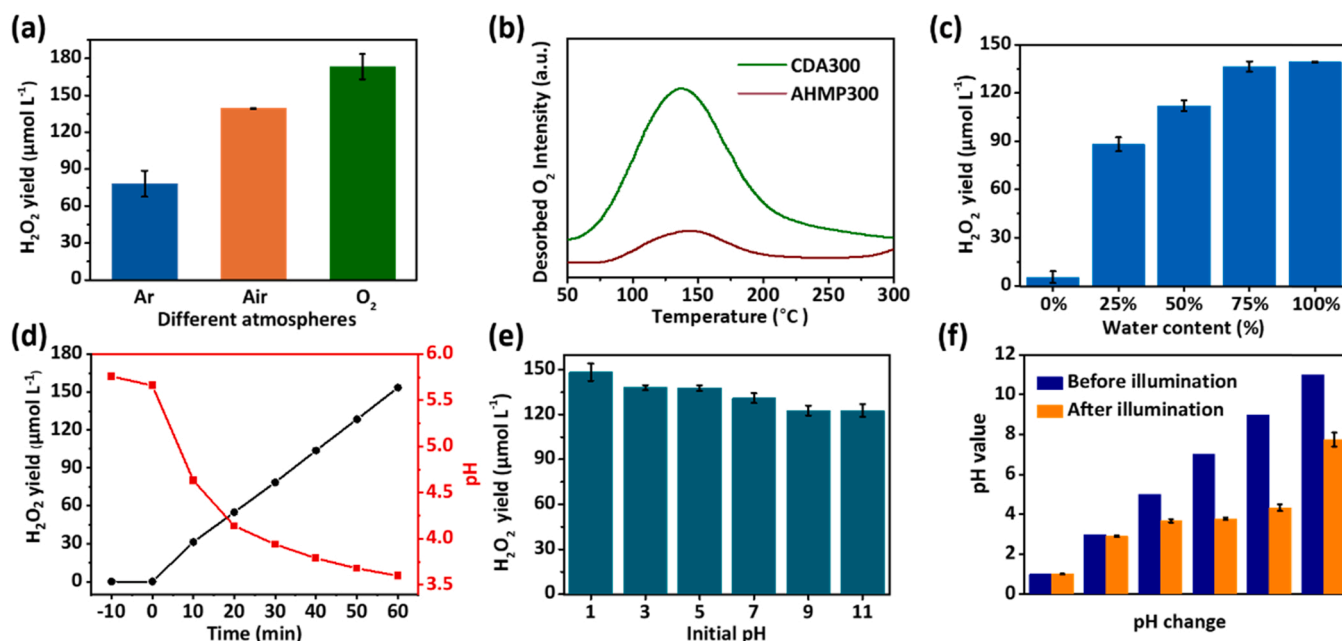 (a)
H₂O₂ yield (μmol L⁻¹)
180
150
120
90
60
30
0
Ar Air O₂
Different atmospheres
(b)
Desorbed O₂ Intensity (a.u.)
CDA300
AHMP300
50 100 150 200 250 300
Temperature (°C )
(c)
H₂O₂ yield (μmol L⁻¹)
150
120
90
60
30
0
0% 25% 50% 75% 100%
Water content (%)
(d)
H₂O₂ yield (μmol L⁻¹)
180
150
120
90
60
30
0
6.0
5.5
5.0
4.5
4.0
3.5
pH
-10 0 10 20 30 40 50 60
Time (min)
(e)
H₂O₂ yield (μmol L⁻¹)
180
150
120
90
60
30
0
1 3 5 7 9 11
Initial pH
(f)
pH value
12
10
8
6
4
2
0
Before illumination
After illumination
pH change